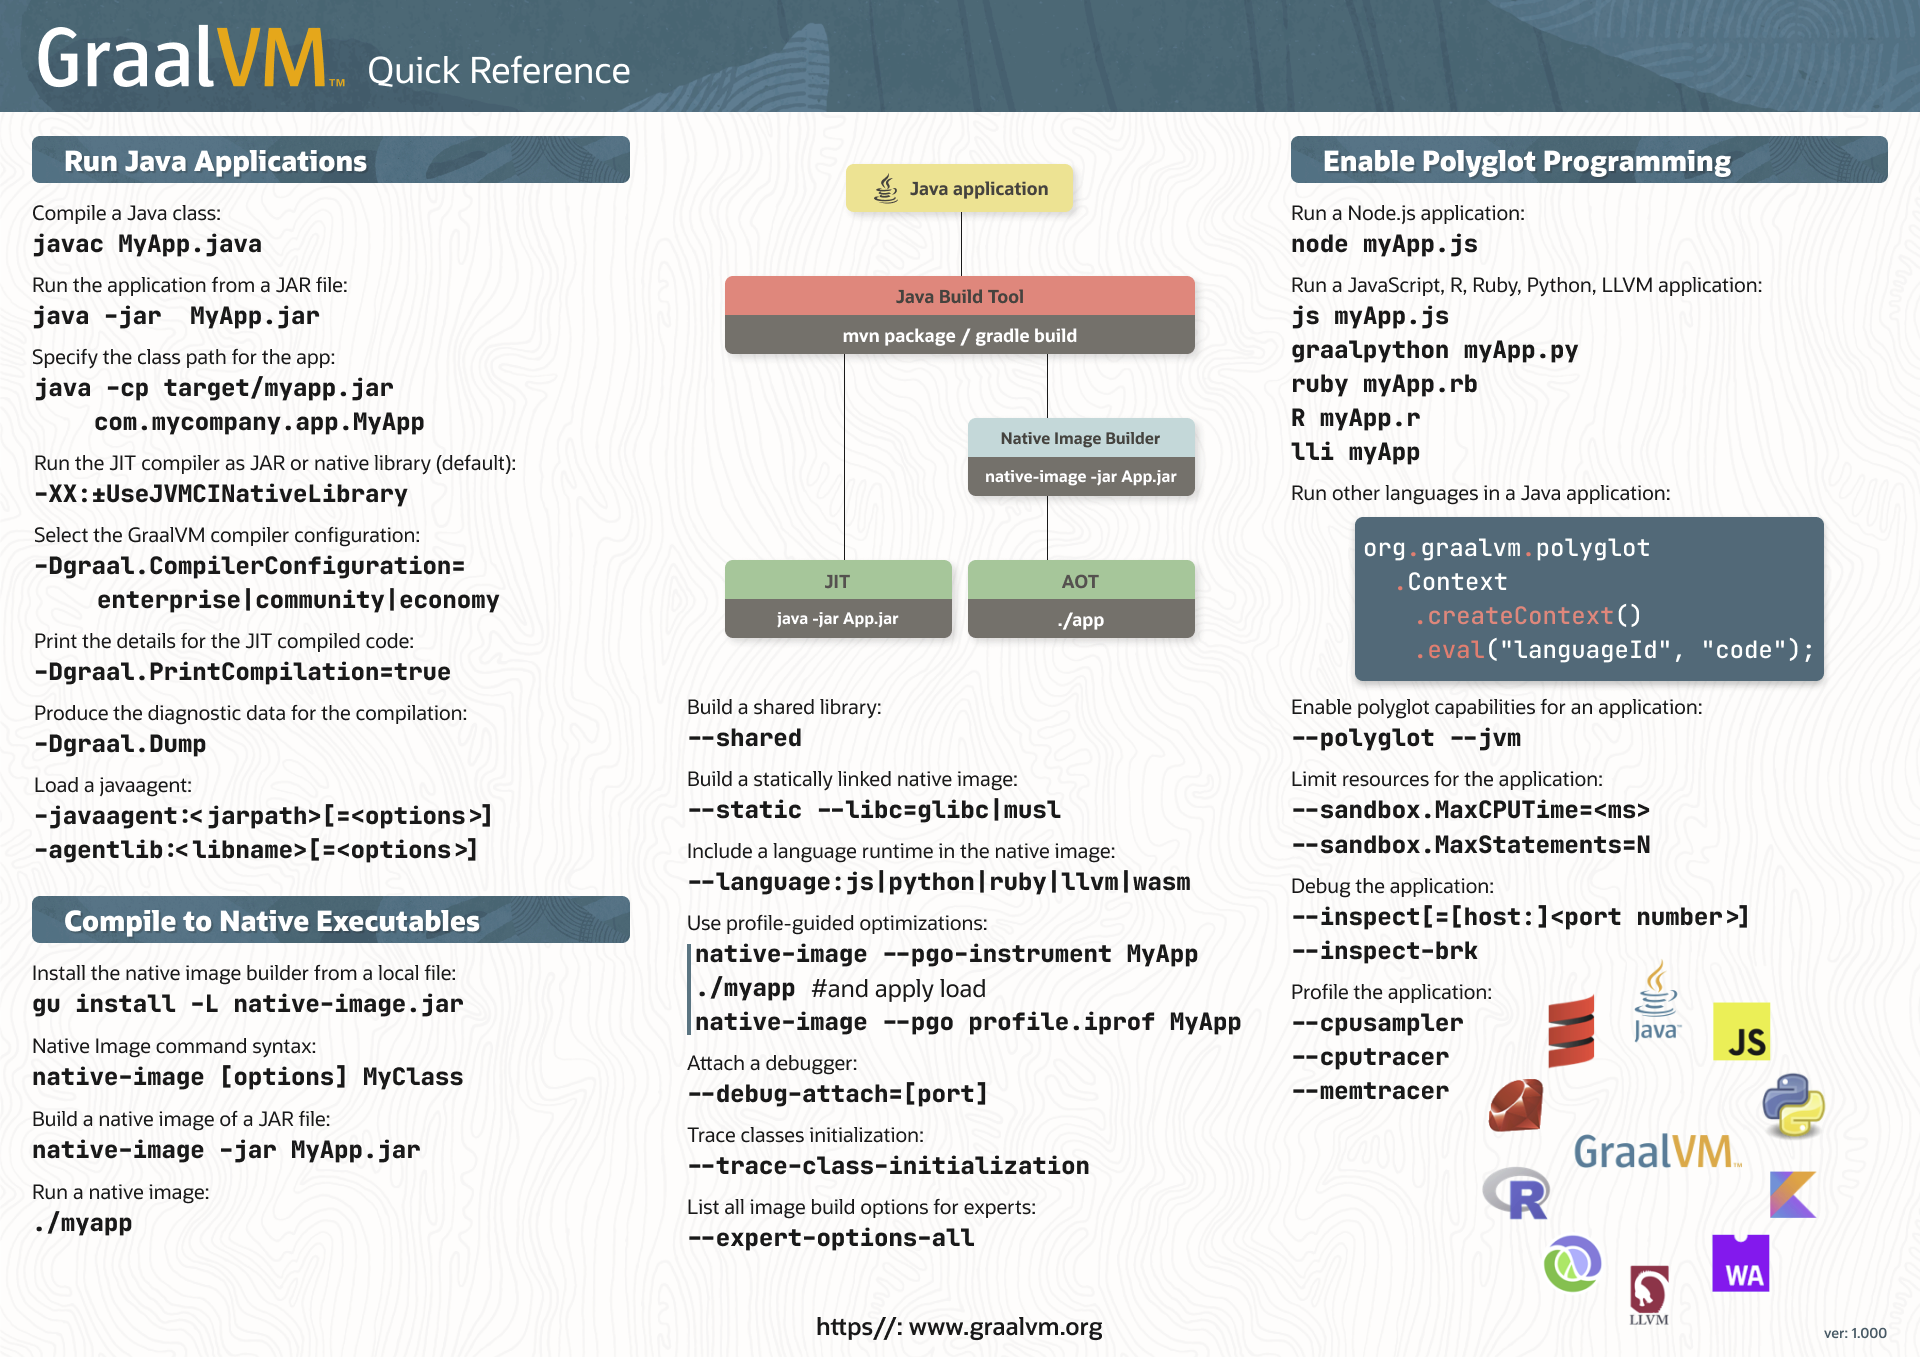 GraalVM™ Quick Reference
Run Java Applications
Compile a Java class:
javac MyApp.java
Run the application from a JAR file:
java -jar  MyApp.jar
Specify the class path for the app:
java -cp target/myapp.jar
com.mycompany.app.MyApp
Run the JIT compiler as JAR or native library (default):
-XX:±UseJVMCINativeLibrary
Select the GraalVM compiler configuration:
-Dgraal.CompilerConfiguration=
enterprise|community|economy
Print the details for the JIT compiled code:
-Dgraal.PrintCompilation=true
Produce the diagnostic data for the compilation:
-Dgraal.Dump
Load a javaagent:
-javaagent:<jarpath>[=<options>]
-agentlib:<libname>[=<options>]
Compile to Native Executables
Install the native image builder from a local file:
gu install -L native-image.jar
Native Image command syntax:
native-image [options] MyClass
Build a native image of a JAR file:
native-image -jar MyApp.jar
Run a native image:
./myapp
Java application
Java Build Tool
mvn package / gradle build
Native Image Builder
native-image -jar App.jar
JIT
java -jar App.jar
AOT
./app
Build a shared library:
--shared
Build a statically linked native image:
--static --libc=glibc|musl
Include a language runtime in the native image:
--language:js|python|ruby|llvm|wasm
Use profile-guided optimizations:
native-image --pgo-instrument MyApp
./myapp #and apply load
native-image --pgo profile.iprof MyApp
Attach a debugger:
--debug-attach=[port]
Trace classes initialization:
--trace-class-initialization
List all image build options for experts:
--expert-options-all
Enable Polyglot Programming
Run a Node.js application:
node myApp.js
Run a JavaScript, R, Ruby, Python, LLVM application:
js myApp.js
graalpython myApp.py
ruby myApp.rb
R myApp.r
lli myApp
Run other languages in a Java application:
org.graalvm.polyglot
.Context
.createContext()
.eval("languageId", "code");
Enable polyglot capabilities for an application:
--polyglot --jvm
Limit resources for the application:
--sandbox.MaxCPUTime=<ms>
--sandbox.MaxStatements=N
Debug the application:
--inspect[=[host:]<port number>]
--inspect-brk
Profile the application:
--cpusampler
--cputracer
--memtracer
Java™
JS
GraalVM™
R
WA
LLVM
https//: www.graalvm.org
ver: 1.000